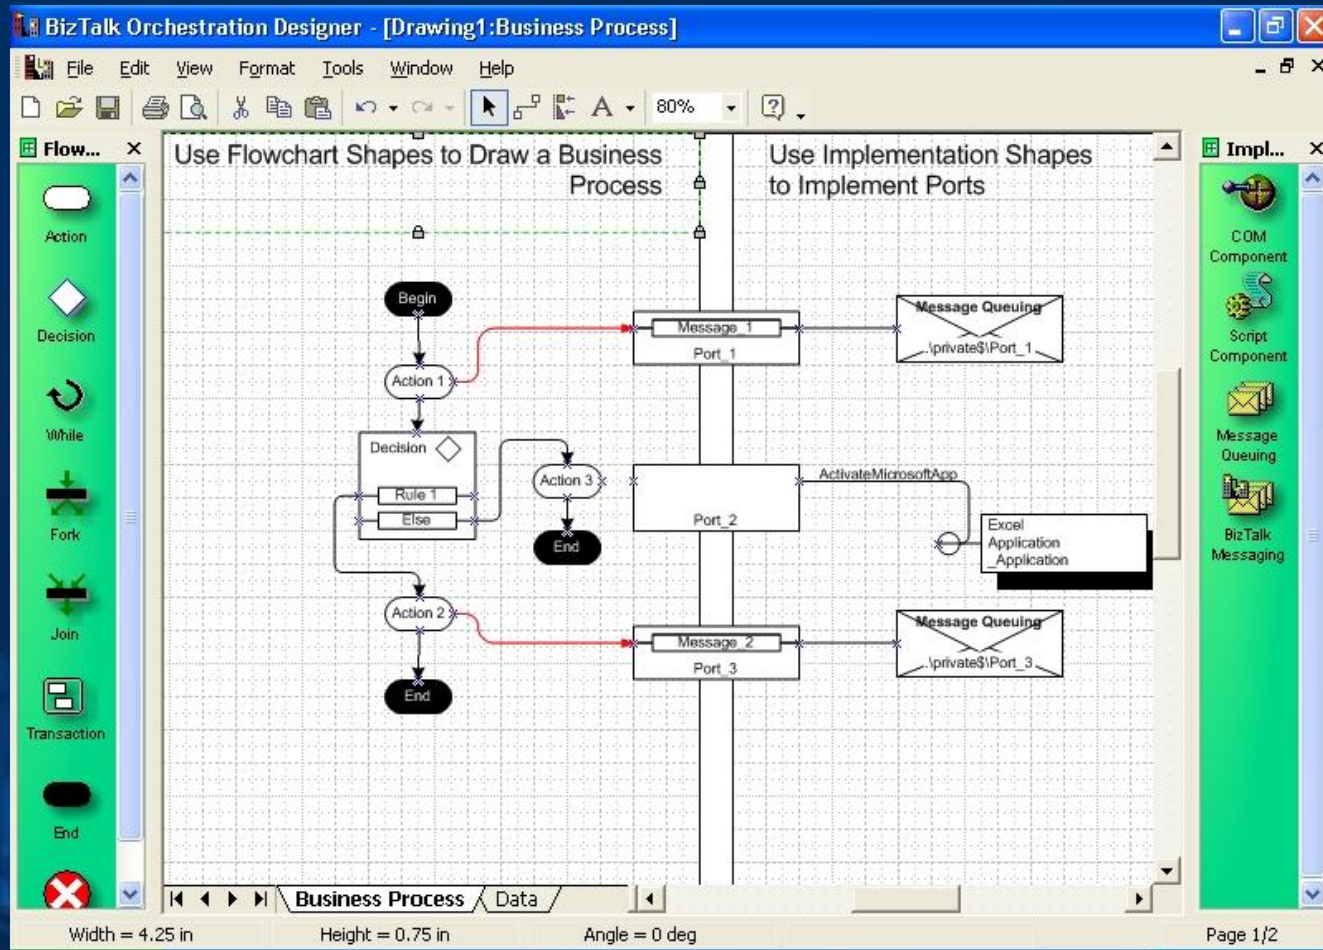 BizTalk Orchestration Designer - [Drawing1:Business Process]
File Edit View Format Tools Window Help
80%
Flow...
Action
Decision
While
Fork
Join
Transaction
End
Use Flowchart Shapes to Draw a Business
Process
Use Implementation Shapes
to Implement Ports
Begin
Action 1
Decision
Rule 1
Else
Action 3
End
Action 2
End
Message_1
Port_1
Port_2
Message_2
Port_3
Message Queuing
.\private$\Port_1
ActivateMicrosoftApp
Excel
Application
_Application
Message Queuing
.\private$\Port_3
Impl...
COM
Component
Script
Component
Message
Queuing
BizTalk
Messaging
Business Process Data
Width = 4.25 in Height = 0.75 in Angle = 0 deg Page 1/2